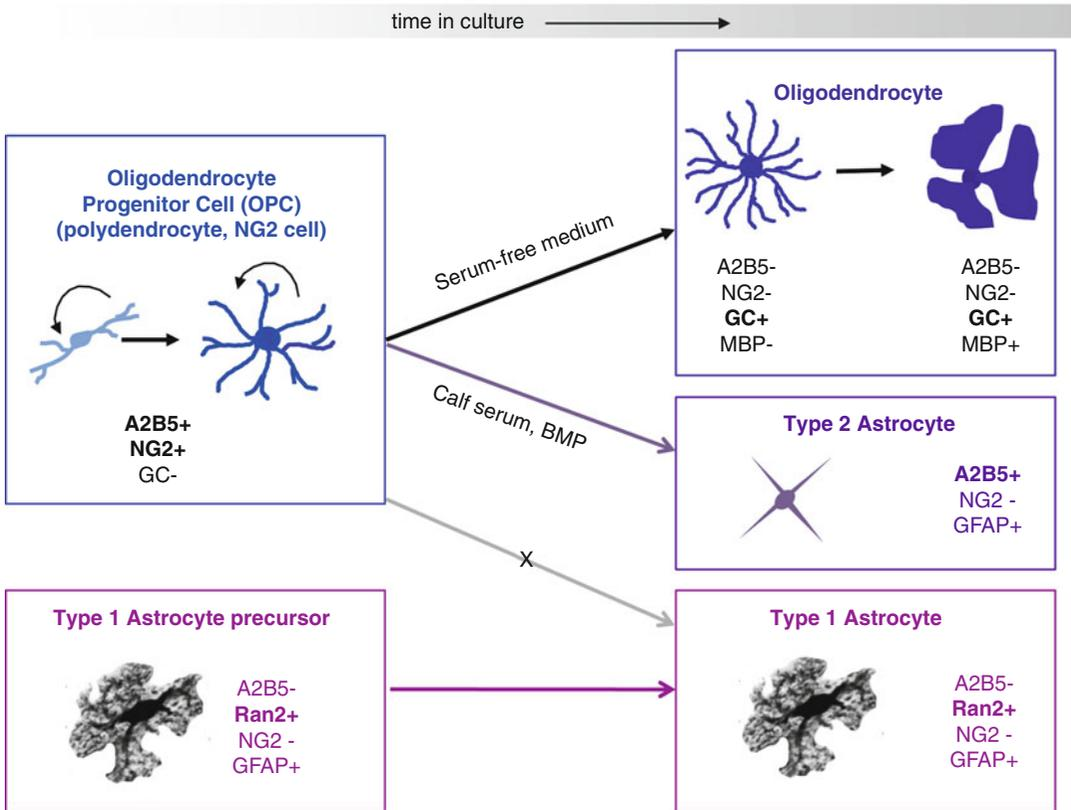 time in culture
Oligodendrocyte
Progenitor Cell (OPC)
(polydendrocyte, NG2 cell)
A2B5+
NG2+
GC-
Serum-free medium
Calf serum, BMP
X
Oligodendrocyte
A2B5-
NG2-
GC+
MBP-
A2B5-
NG2-
GC+
MBP+
Type 2 Astrocyte
A2B5+
NG2 -
GFAP+
Type 1 Astrocyte precursor
A2B5-
Ran2+
NG2 -
GFAP+
Type 1 Astrocyte
A2B5-
Ran2+
NG2 -
GFAP+